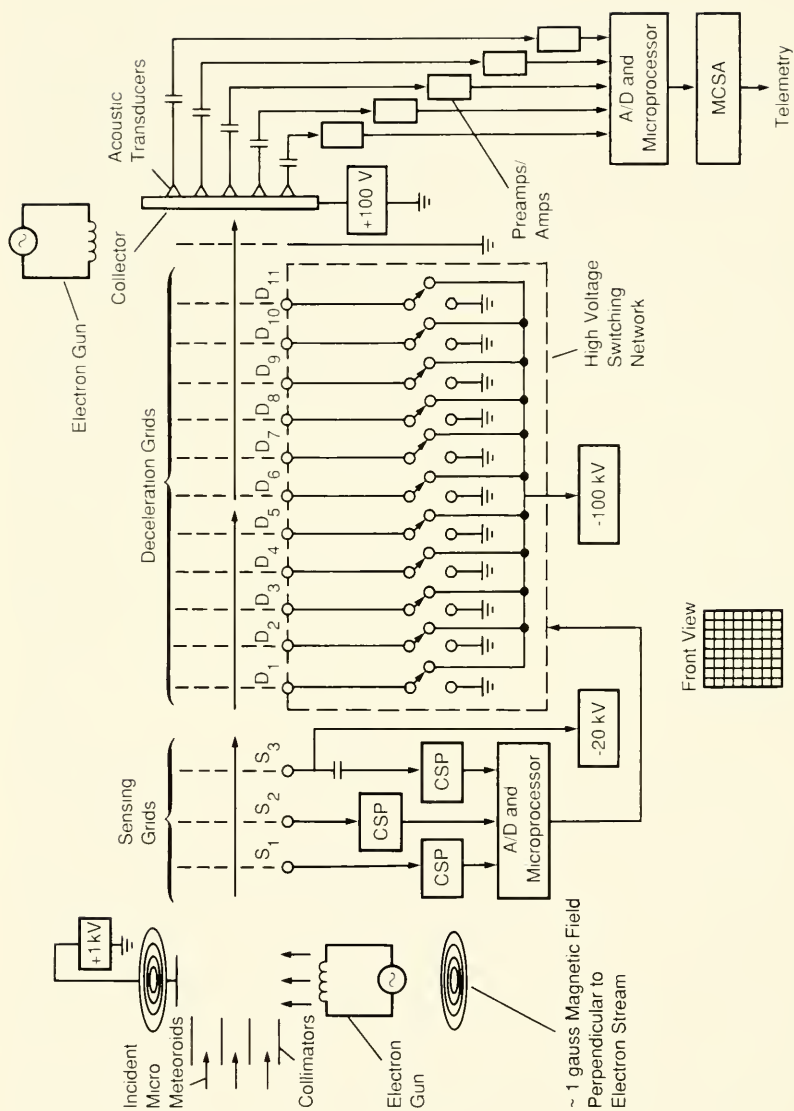 Incident
Micro
Meteoroids
+1kV
Collimators
Electron
Gun
~ 1 gauss Magnetic Field
Perpendicular to
Electron Stream
Sensing
Grids
S1
S2
S3
CSP
CSP
CSP
A/D and
Microprocessor
-20 kV
Front View
Deceleration Grids
D1
D2
D3
D4
D5
D6
D7
D8
D9
D10
D11
-100 kV
High Voltage
Switching
Network
Electron Gun
Collector
Acoustic
Transducers
+100 V
Preamps/
Amps
A/D and
Microprocessor
MCSA
Telemetry